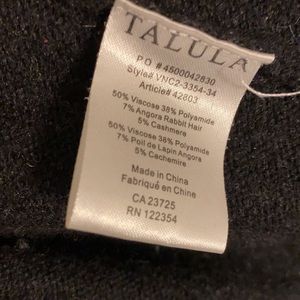 TALULA
P.O.#4500042830
Style# VNC2-3354-34
Article# 42803
50% Viscose 38% Polyamide
7% Angora Rabbit Hair
5% Cashmere
50% Viscose 38% Polyamide
7% Poil de Lapin Angora
5% Cachemire
Made in China
Fabriqué en Chine
CA 23725
RN 122354